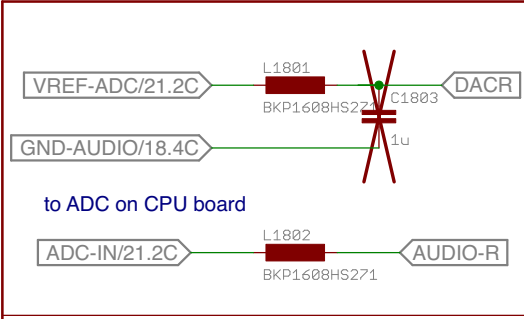 L1801
VREF-ADC/21.2C
DACR
C1803
BKP1608HS271
1u
GND-AUDIO/18.4C
to ADC on CPU board
L1802
ADC-IN/21.2C
AUDIO-R
BKP1608HS271